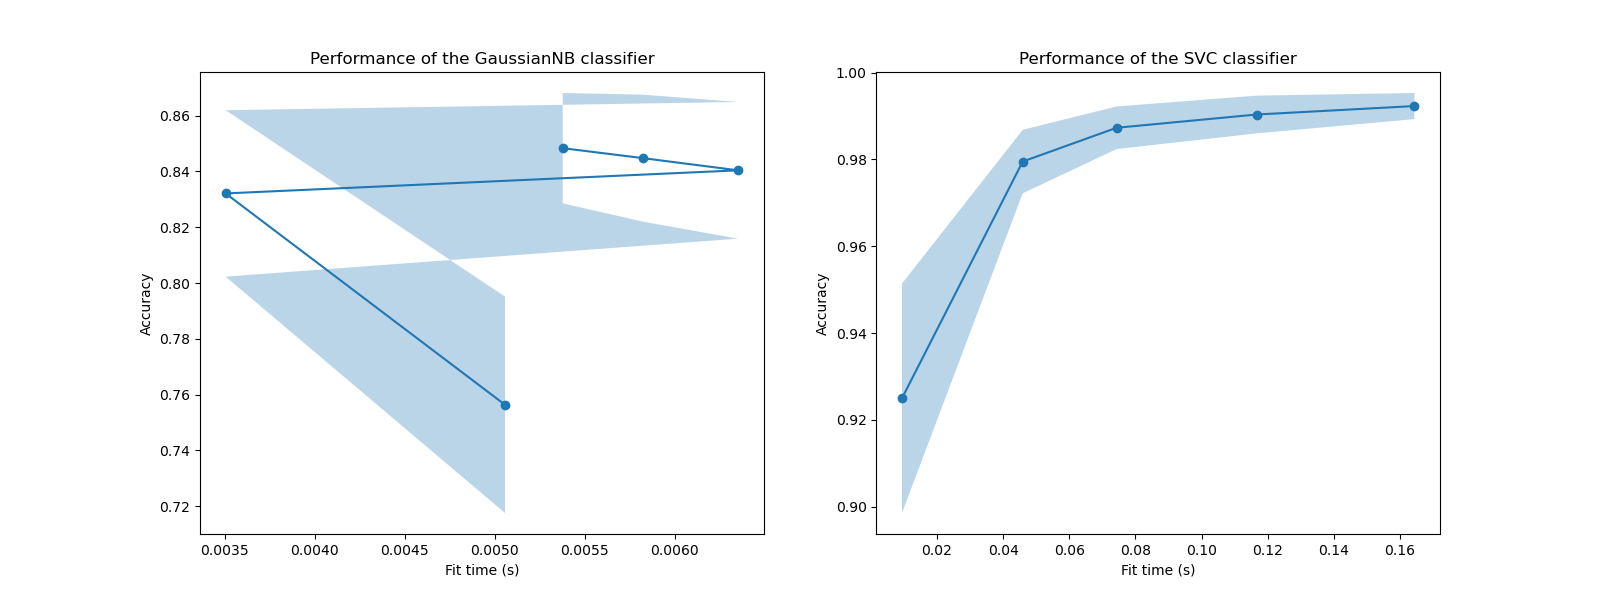 Performance of the GaussianNB classifier
Accuracy
0.86
0.84
0.82
0.80
0.78
0.76
0.74
0.72
0.0035 0.0040 0.0045 0.0050 0.0055 0.0060
Fit time (s)
Performance of the SVC classifier
Accuracy
1.00
0.98
0.96
0.94
0.92
0.90
0.02 0.04 0.06 0.08 0.10 0.12 0.14 0.16
Fit time (s)